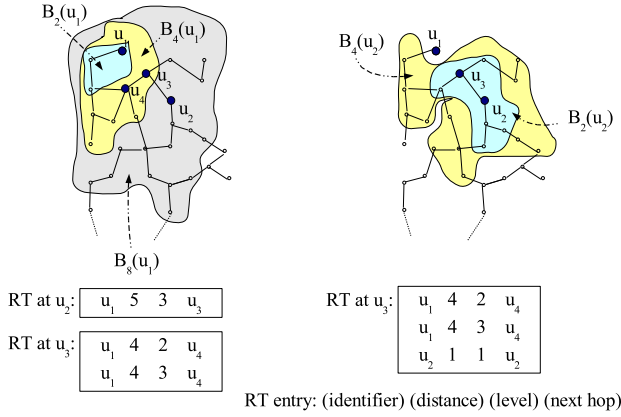 B₂(u₁)
B₄(u₁)
u₁
u₃
u₄
u₂
B₈(u₁)
B₄(u₂)
u₁
u₃
u₂
B₂(u₂)
RT at u₂: u₁ 5 3 u₃
RT at u₃: u₁ 4 2 u₄
u₁ 4 3 u₄
RT at u₃: u₁ 4 2 u₄
u₁ 4 3 u₄
u₂ 1 1 u₂
RT entry: (identifier) (distance) (level) (next hop)